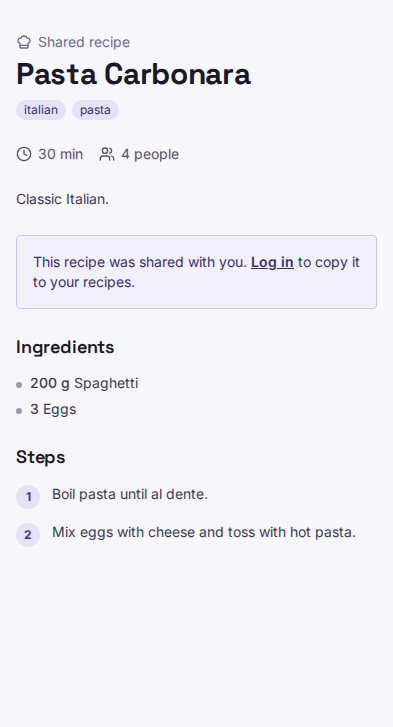 Shared recipe
Pasta Carbonara
italian pasta
30 min 4 people
Classic Italian.
This recipe was shared with you. Log in to copy it
to your recipes.
Ingredients
200 g Spaghetti
3 Eggs
Steps
1 Boil pasta until al dente.
2 Mix eggs with cheese and toss with hot pasta.